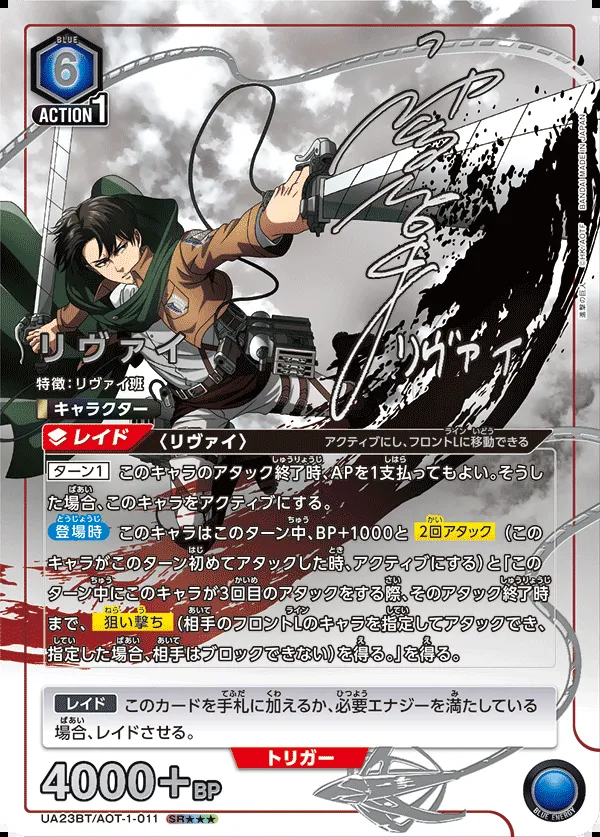 BLUE
6
ACTION 1
BANDAI MADE IN JAPAN
リヴァイ
リヴァイ
特徴：リヴァイ班
キャラクター
レイド 〈リヴァイ〉 アクティブにし、フロントLに移動できる
ターン1 このキャラのアタック終了時、APを1支払ってもよい。そうし
た場合、このキャラをアクティブにする。
登場時 このキャラはこのターン中、BP+1000と 2回アタック （この
キャラがこのターン初めてアタックした時、アクティブにする）と「この
ターン中にこのキャラが3回目のアタックをする際、そのアタック終了時
まで、 狙い撃ち （相手のフロントLのキャラを指定してアタックでき、
指定した場合、相手はブロックできない）を得る。」を得る。
レイド このカードを手札に加えるか、必要エナジーを満たしている
場合、レイドさせる。
トリガー
4000+BP
BLUE ENERGY
UA23BT/AOT-1-011 SR★★★